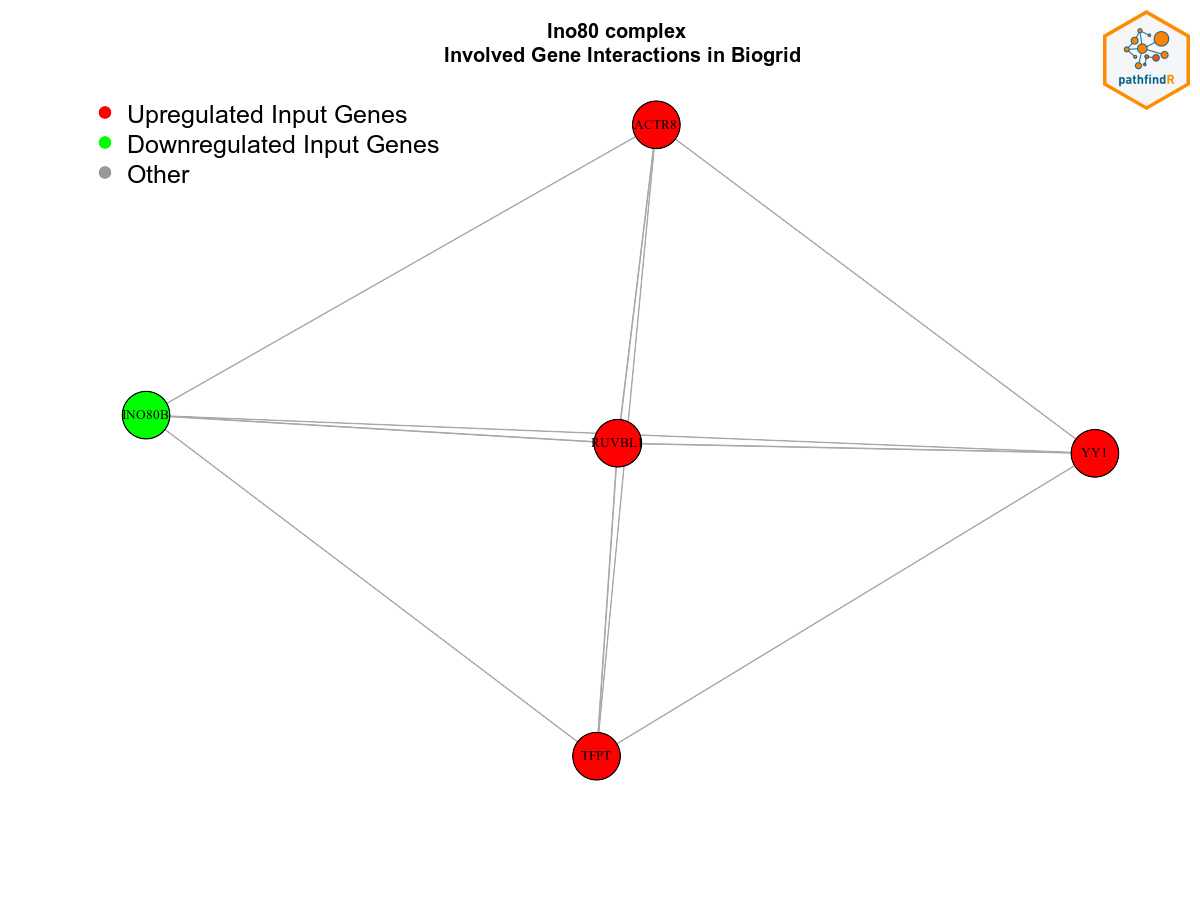 Ino80 complex
Involved Gene Interactions in Biogrid
pathfindR
Upregulated Input Genes
Downregulated Input Genes
Other
ACTR8
INO80B
RUVBL1
YY1
TFPT